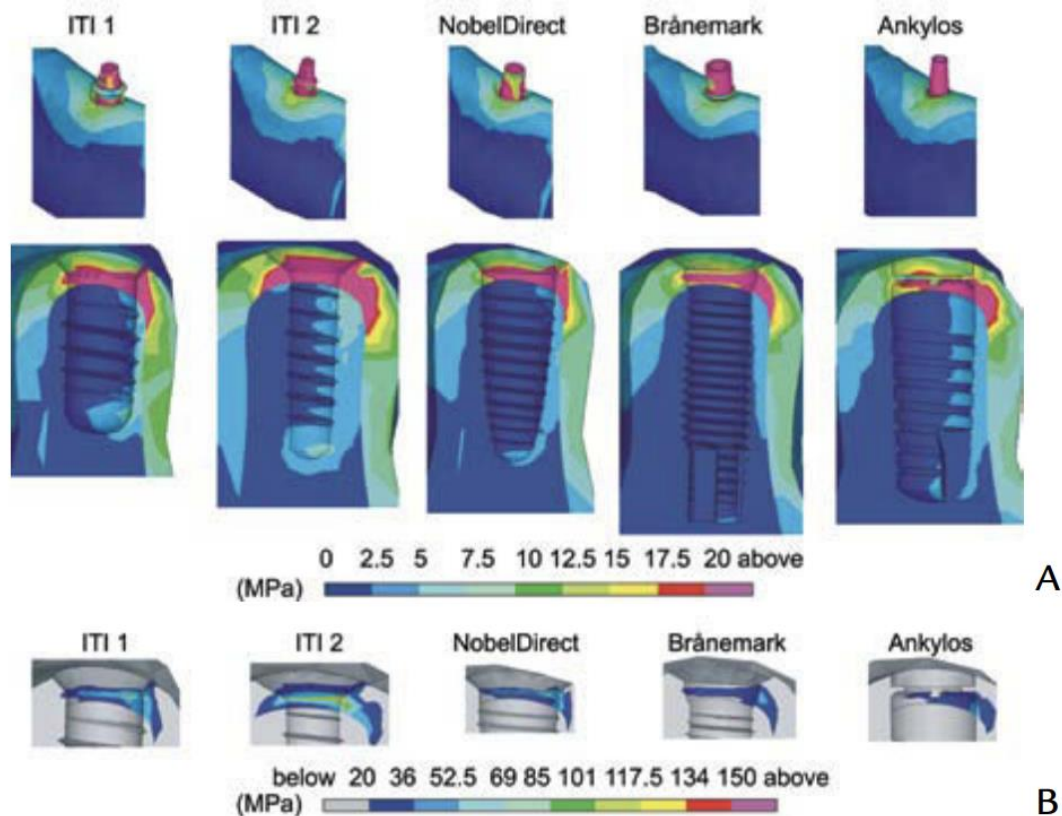 ITI 1 ITI 2 NobelDirect Brånemark Ankylos
0 2.5 5 7.5 10 12.5 15 17.5 20 above
(MPa)
A
ITI 1 ITI 2 NobelDirect Brånemark Ankylos
below 20 36 52.5 69 85 101 117.5 134 150 above
(MPa)
B